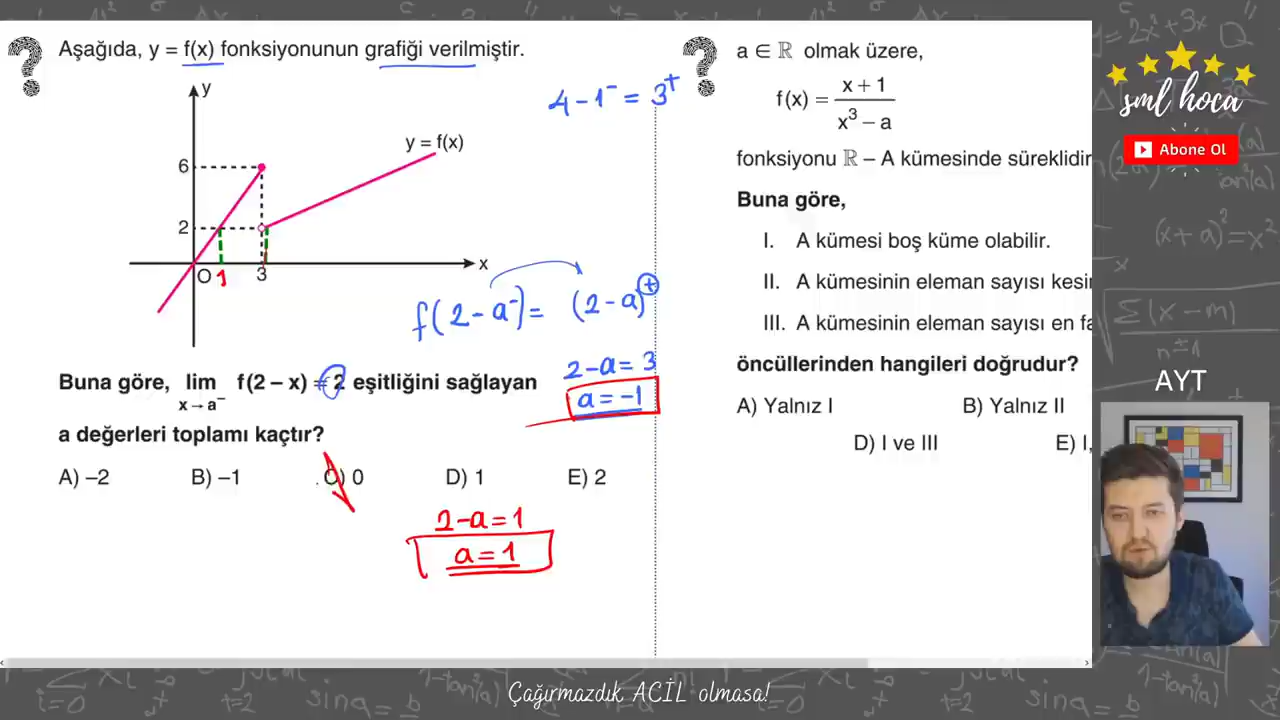 Aşağıda, y = f(x) fonksiyonunun grafiği verilmiştir.
y
6
2
O
1
3
x
y = f(x)
4 - 1⁻ = 3⁺
f(2 - a⁻) = (2 - a)⁺
2 - a = 3
a = -1
Buna göre, lim f(2 – x) = 2 eşitliğini sağlayan
x→a⁻
a değerleri toplamı kaçtır?
A) –2 B) –1 C) 0 D) 1 E) 2
2-a=1
a = 1
a ∈ ℝ olmak üzere,
f(x) = x + 1
x³ – a
fonksiyonu ℝ – A kümesinde süreklidir
Buna göre,
I. A kümesi boş küme olabilir.
II. A kümesinin eleman sayısı kesi
III. A kümesinin eleman sayısı en fa
öncüllerinden hangileri doğrudur?
A) Yalnız I B) Yalnız II
D) I ve III E) I,
sml hoca
Abone Ol
AYT
Çağırmazdık ACİL olmasa!